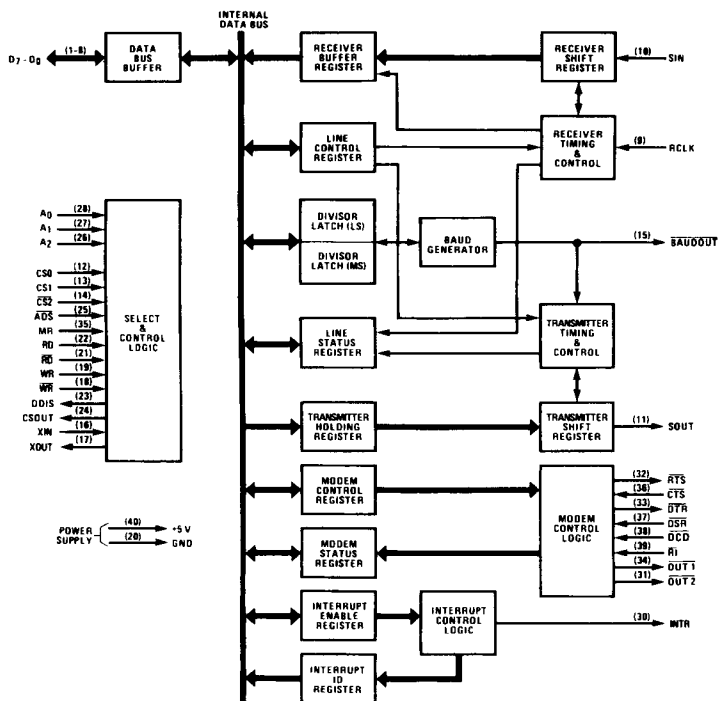 INTERNAL
DATA BUS
D7 - D0
(1-8)
DATA
BUS
BUFFER
RECEIVER
BUFFER
REGISTER
RECEIVER
SHIFT
REGISTER
(10)
SIN
LINE
CONTROL
REGISTER
RECEIVER
TIMING
&
CONTROL
(9)
RCLK
A0
(28)
A1
(27)
A2
(26)
CS0
(12)
CS1
(13)
CS2
(14)
ADS
(25)
MR
(35)
RD
(22)
RD
(21)
WR
(19)
WR
(18)
DDIS
(23)
CSOUT
(24)
XIN
(16)
XOUT
(17)
SELECT
&
CONTROL
LOGIC
DIVISOR
LATCH (LS)
DIVISOR
LATCH (MS)
BAUD
GENERATOR
(15)
BAUDOUT
LINE
STATUS
REGISTER
TRANSMITTER
TIMING
&
CONTROL
TRANSMITTER
HOLDING
REGISTER
TRANSMITTER
SHIFT
REGISTER
(11)
SOUT
MODEM
CONTROL
REGISTER
MODEM
CONTROL
LOGIC
(32)
RTS
(36)
CTS
(33)
DTR
(37)
DSR
(38)
DCD
(39)
RI
(34)
OUT 1
(31)
OUT 2
POWER
SUPPLY
(40)
+5 V
(20)
GND
MODEM
STATUS
REGISTER
INTERRUPT
ENABLE
REGISTER
INTERRUPT
CONTROL
LOGIC
(30)
INTR
INTERRUPT
ID
REGISTER